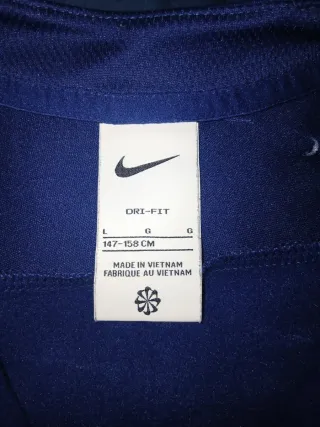 DRI-FIT
L G G
147-158 CM
MADE IN VIETNAM
FABRIQUE AU VIETNAM